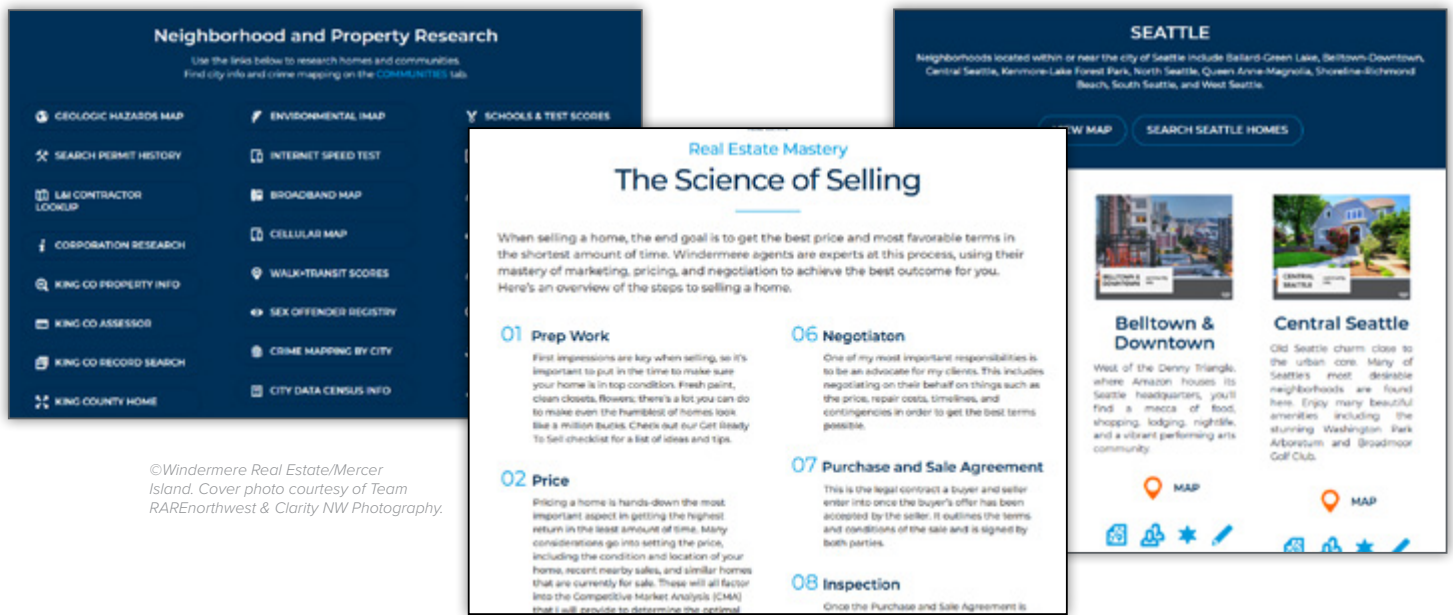 Neighborhood and Property Research
Use the links below to research homes and communities.
Find city info and crime mapping on the COMMUNITIES tab.
GEOLOGIC HAZARDS MAP
SEARCH PERMIT HISTORY
L&I CONTRACTOR
LOOKUP
CORPORATION RESEARCH
KING CO PROPERTY INFO
KING CO ASSESSOR
KING CO RECORD SEARCH
KING COUNTY HOME
ENVIRONMENTAL IMAP
INTERNET SPEED TEST
BROADBAND MAP
CELLULAR MAP
WALK+TRANSIT SCORES
SEX OFFENDER REGISTRY
CRIME MAPPING BY CITY
CITY DATA CENSUS INFO
SCHOOLS & TEST SCORES
©Windermere Real Estate/Mercer
Island. Cover photo courtesy of Team
RAREnorthwest & Clarity NW Photography.
Real Estate Mastery
The Science of Selling
When selling a home, the end goal is to get the best price and most favorable terms in
the shortest amount of time. Windermere agents are experts at this process, using their
mastery of marketing, pricing, and negotiation to achieve the best outcome for you.
Here's an overview of the steps to selling a home.
01 Prep Work
First impressions are key when selling, so it's
important to put in the time to make sure
your home is in top condition. Fresh paint,
clean closets, flowers; there's a lot you can do
to make even the humblest of homes look
like a million bucks. Check out our Get Ready
To Sell checklist for a list of ideas and tips.
02 Price
Pricing a home is hands-down the most
important aspect in getting the highest
return in the least amount of time. Many
considerations go into setting the price,
including the condition and location of your
home, recent nearby sales, and similar homes
that are currently for sale. These will all factor
into the Competitive Market Analysis (CMA)
that I will provide to determine the optimal
06 Negotiaton
One of my most important responsibilities is
to be an advocate for my clients. This includes
negotiating on their behalf on things such as
the price, repair costs, timelines, and
contingencies in order to get the best terms
possible.
07 Purchase and Sale Agreement
This is the legal contract a buyer and seller
enter into once the buyer's offer has been
accepted by the seller. It outlines the terms
and conditions of the sale and is signed by
both parties.
08 Inspection
Once the Purchase and Sale Agreement is
SEATTLE
Neighborhoods located within or near the city of Seattle include Ballard-Green Lake, Belltown-Downtown,
Central Seattle, Kenmore-Lake Forest Park, North Seattle, Queen Anne-Magnolia, Shoreline-Richmond
Beach, South Seattle, and West Seattle.
MAP
SEARCH SEATTLE HOMES
BELLTOWN &
DOWNTOWN
CENTRAL
SEATTLE
Belltown &
Downtown
West of the Denny Triangle,
where Amazon houses its
Seattle headquarters, you'll
find a mecca of food,
shopping, lodging, nightlife,
and a vibrant performing arts
community.
MAP
Central Seattle
Old Seattle charm close to
the urban core. Many of
Seattle's most desirable
neighborhoods are found
here. Enjoy many beautiful
amenities including the
stunning Washington Park
Arboretum and Broadmoor
Golf Club.
MAP